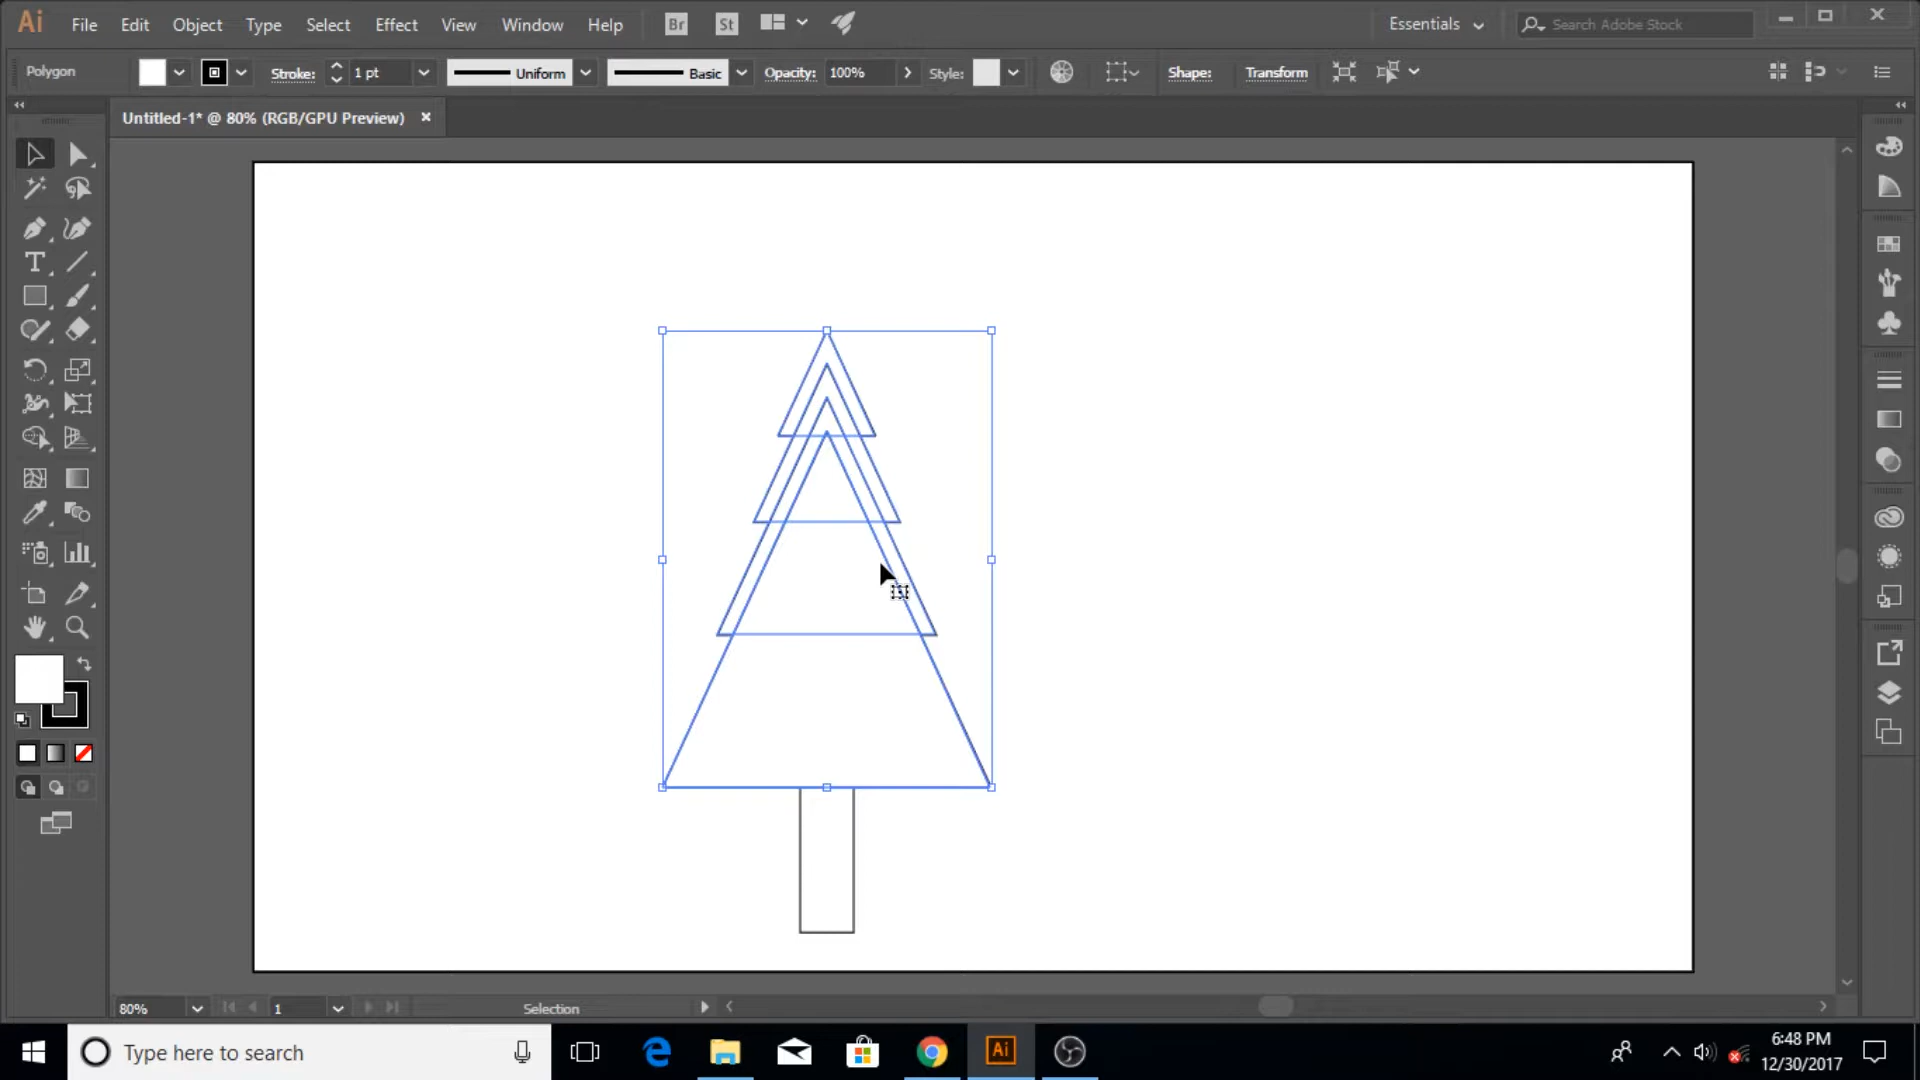 Ai File Edit Object Type Select Effect View Window Help Br St Essentials Search Adobe Stock
Polygon Stroke: 1 pt Uniform Basic Opacity: 100% Style: Shape: Transform
Untitled-1* @ 80% (RGB/GPU Preview)
T
80% 1 Selection
Type here to search Ai 6:48 PM
12/30/2017